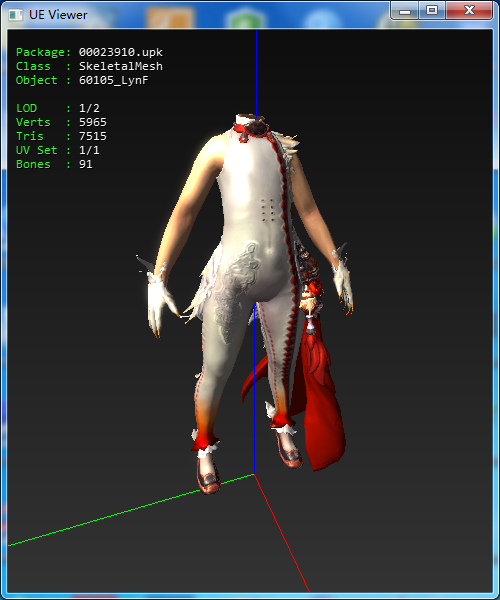 UE Viewer
Package: 00023910.upk
Class : SkeletalMesh
Object : 60105_LynF
LOD : 1/2
Verts : 5965
Tris : 7515
UV Set : 1/1
Bones : 91